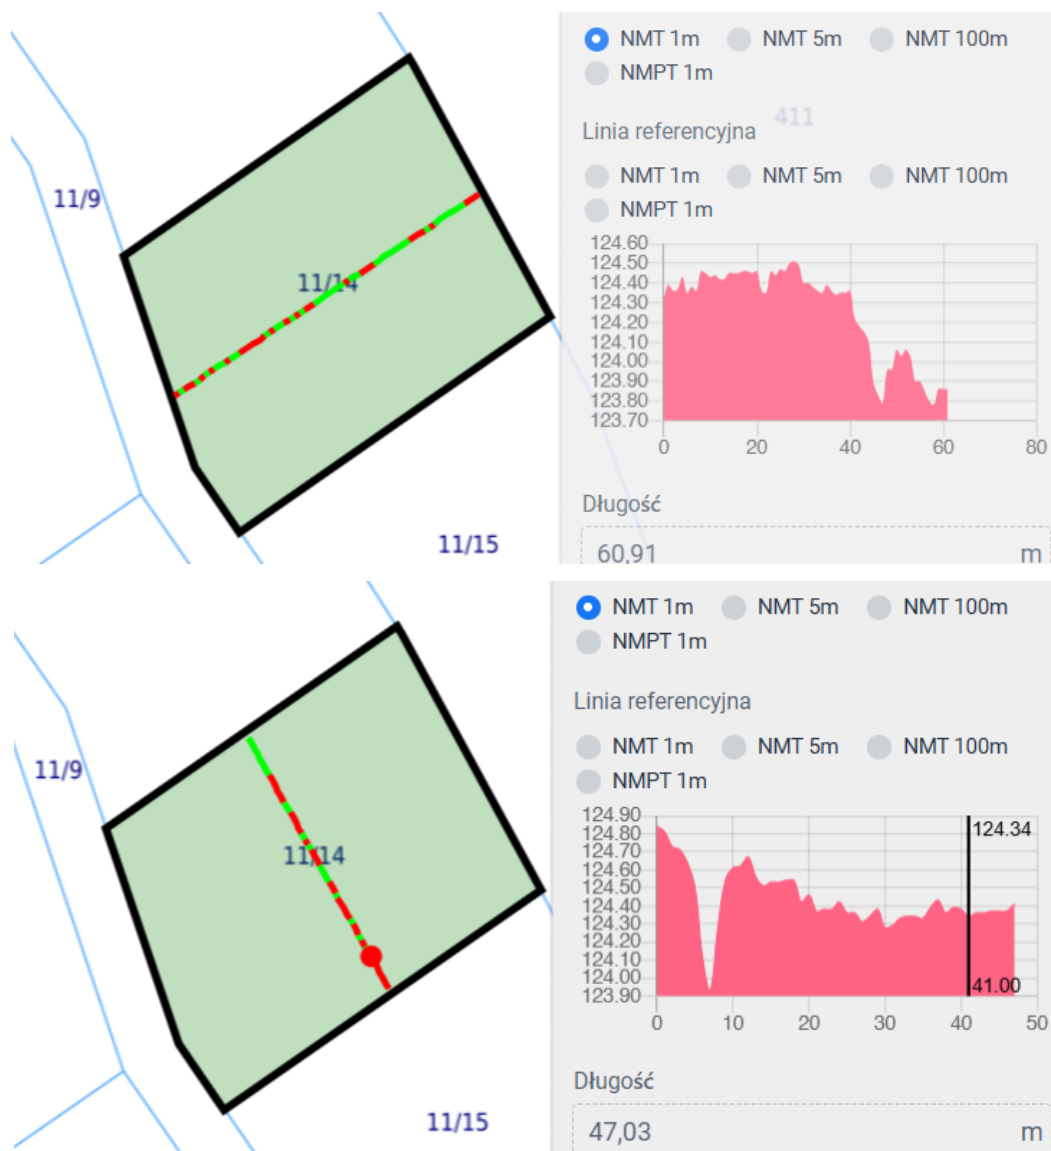 NMT 1m NMT 5m NMT 100m
NMPT 1m
411
Linia referencyjna
NMT 1m NMT 5m NMT 100m
NMPT 1m
11/9
11/14
11/15
124.60
124.50
124.40
124.30
124.20
124.10
124.00
123.90
123.80
123.70
0 20 40 60 80
Długość
60,91 m
NMT 1m NMT 5m NMT 100m
NMPT 1m
Linia referencyjna
NMT 1m NMT 5m NMT 100m
NMPT 1m
11/9
11/14
11/15
124.90
124.80
124.70
124.60
124.50
124.40
124.30
124.20
124.10
124.00
123.90
124.34
41.00
0 10 20 30 40 50
Długość
47,03 m